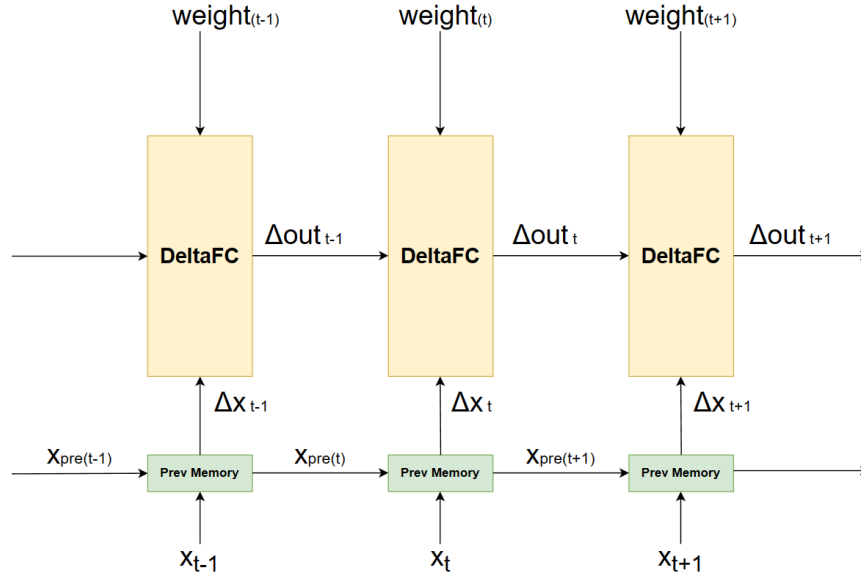 weight(t-1)
weight(t)
weight(t+1)
DeltaFC
Δout t-1
DeltaFC
Δout t
DeltaFC
Δout t+1
Δx t-1
Δx t
Δx t+1
xpre(t-1)
Prev Memory
xpre(t)
Prev Memory
xpre(t+1)
Prev Memory
xt-1
xt
xt+1